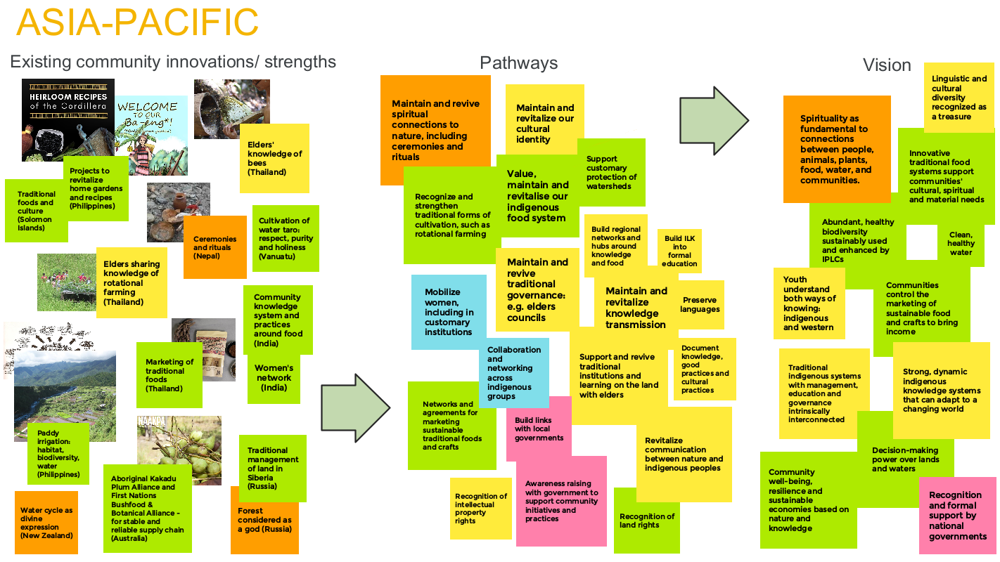 ASIA-PACIFIC
Existing community innovations/ strengths
HEIRLOOM RECIPES
of the Cordillera
WELCOME
TO OUR
Ba-eng*!
Elders'
knowledge of
bees
(Thailand)
Projects to
revitalize
home gardens
and recipes
(Philippines)
Traditional
foods and
culture
(Solomon
Islands)
Ceremonies
and rituals
(Nepal)
Cultivation of
water taro:
respect, purity
and holiness
(Vanuatu)
Elders sharing
knowledge of
rotational
farming
(Thailand)
Community
knowledge
system and
practices
around food
(India)
Marketing of
traditional
foods
(Thailand)
Women's
network
(India)
NAAKPA
Paddy
irrigation:
habitat,
biodiversity,
water
(Philippines)
Traditional
management
of land in
Siberia
(Russia)
Aboriginal Kakadu
Plum Alliance and
First Nations
Bushfood &
Botanical Alliance -
for stable and
reliable supply chain
(Australia)
Water cycle as
divine
expression
(New Zealand)
Forest
considered as
a god (Russia)
Pathways
Maintain and revive
spiritual
connections to
nature, including
ceremonies and
rituals
Maintain and
revitalize our
cultural
identity
Support
customary
protection of
watersheds
Value,
maintain and
revitalise our
indigenous
food system
Recognize and
strengthen
traditional forms of
cultivation, such as
rotational farming
Build regional
networks and
hubs around
knowledge
and food
Build ILK
into
formal
education
Maintain and
revive
traditional
governance:
e.g. elders
councils
Mobilize
women,
including in
customary
institutions
Maintain and
revitalize
knowledge
transmission
Preserve
languages
Collaboration
and
networking
across
indigenous
groups
Support and revive
traditional
institutions and
learning on the land
with elders
Document
knowledge,
good
practices and
cultural
practices
Networks and
agreements for
marketing
sustainable
traditional foods
and crafts
Build links
with local
governments
Revitalize
communication
between nature and
indigenous peoples
Recognition of
intellectual
property
rights
Awareness raising
with government to
support community
initiatives and
practices
Recognition of
land rights
Vision
Linguistic and
cultural
diversity
recognized as
a treasure
Spirituality as
fundamental to
connections
between people,
animals, plants,
food, water, and
communities.
Innovative
traditional food
systems support
communities'
cultural, spiritual
and material needs
Abundant, healthy
biodiversity
sustainably used
and enhanced by
IPLCs
Clean,
healthy
water
Youth
understand
both ways of
knowing:
indigenous
and western
Communities
control the
marketing of
sustainable food
and crafts to bring
income
Traditional
indigenous systems
with management,
education and
governance
intrinsically
interconnected
Strong, dynamic
indigenous
knowledge systems
that can adapt to a
changing world
Decision-making
power over lands
and waters
Community
well-being,
resilience and
sustainable
economies based on
nature and
knowledge
Recognition
and formal
support by
national
governments